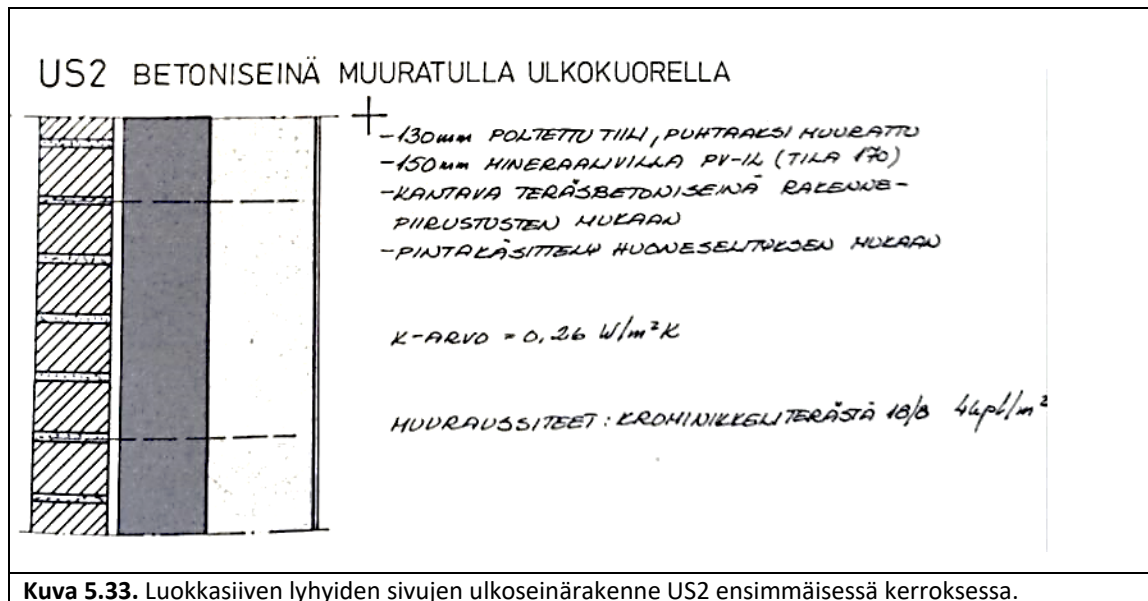 US2 BETONISEINÄ MUURATULLA ULKOKUORELLA
-130mm POLTETTU TIILI, PUHTAAKSI MUURATTU
-150mm MINERAALIVILLA PV-IL (TILA 170)
-KANTAVA TERÄSBETONISEINÄ RAKENNE-
PIIRUSTUSTEN MUKAAN
-PINTAKÄSITTELY HUONESELITYKSEN MUKAAN
K-ARVO = 0,26 W/m²K
MUURAUSSITEET: KROMINIKKELITERÄSTÄ 18/8 4kpl/m²
Kuva 5.33. Luokkasiiven lyhyiden sivujen ulkoseinärakenne US2 ensimmäisessä kerroksessa.